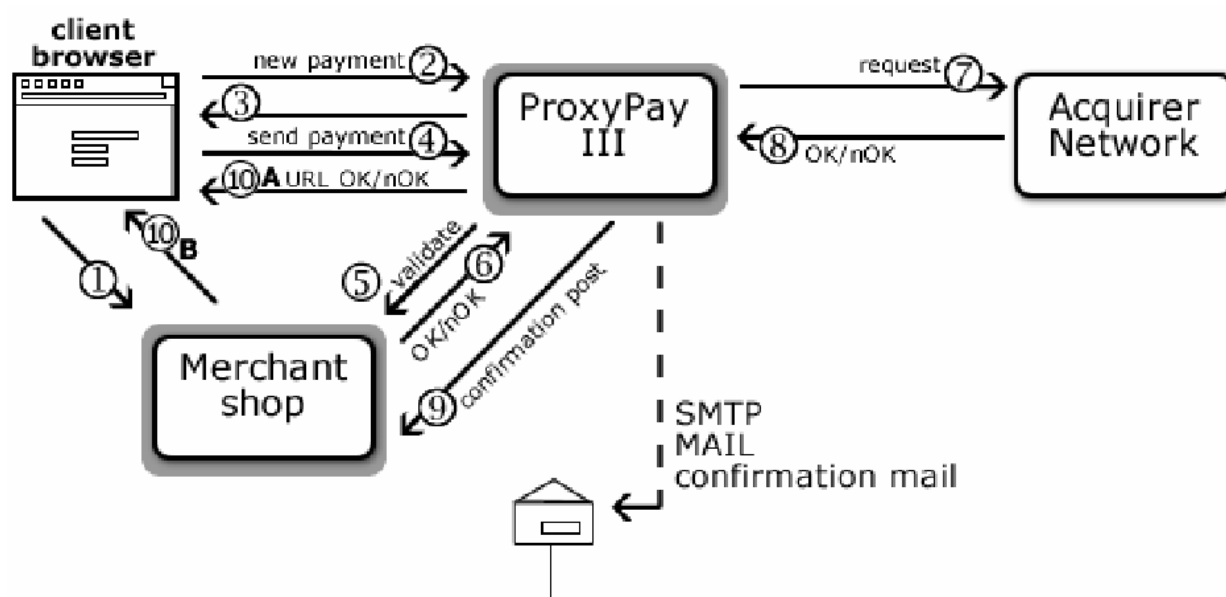 client
browser
new payment 2
3
send payment 4
10 A URL OK/nOK
ProxyPay
III
request 7
8 OK/nOK
Acquirer
Network
1
10 B
5 validate
6 OK/nOK
9 confirmation post
Merchant
shop
SMTP
MAIL
confirmation mail